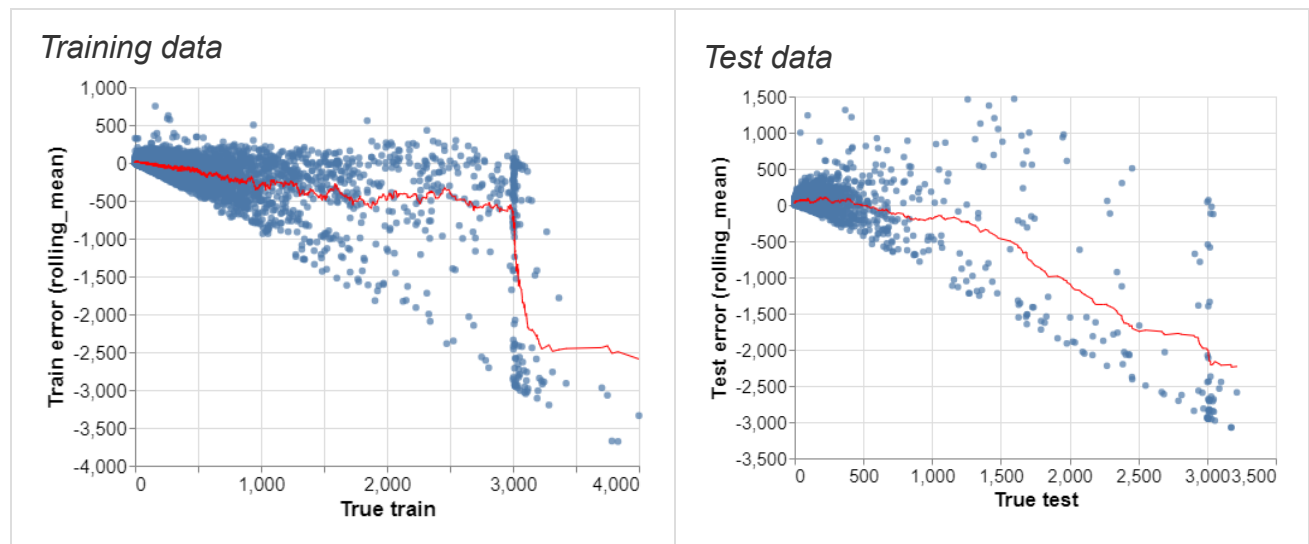 Training data
1,000
500
0
-500
-1,000
-1,500
-2,000
-2,500
-3,000
-3,500
-4,000
Train error (rolling_mean)
0 1,000 2,000 3,000 4,000
True train
Test data
1,500
1,000
500
0
-500
-1,000
-1,500
-2,000
-2,500
-3,000
-3,500
Test error (rolling_mean)
0 500 1,000 1,500 2,000 2,500 3,000 3,500
True test